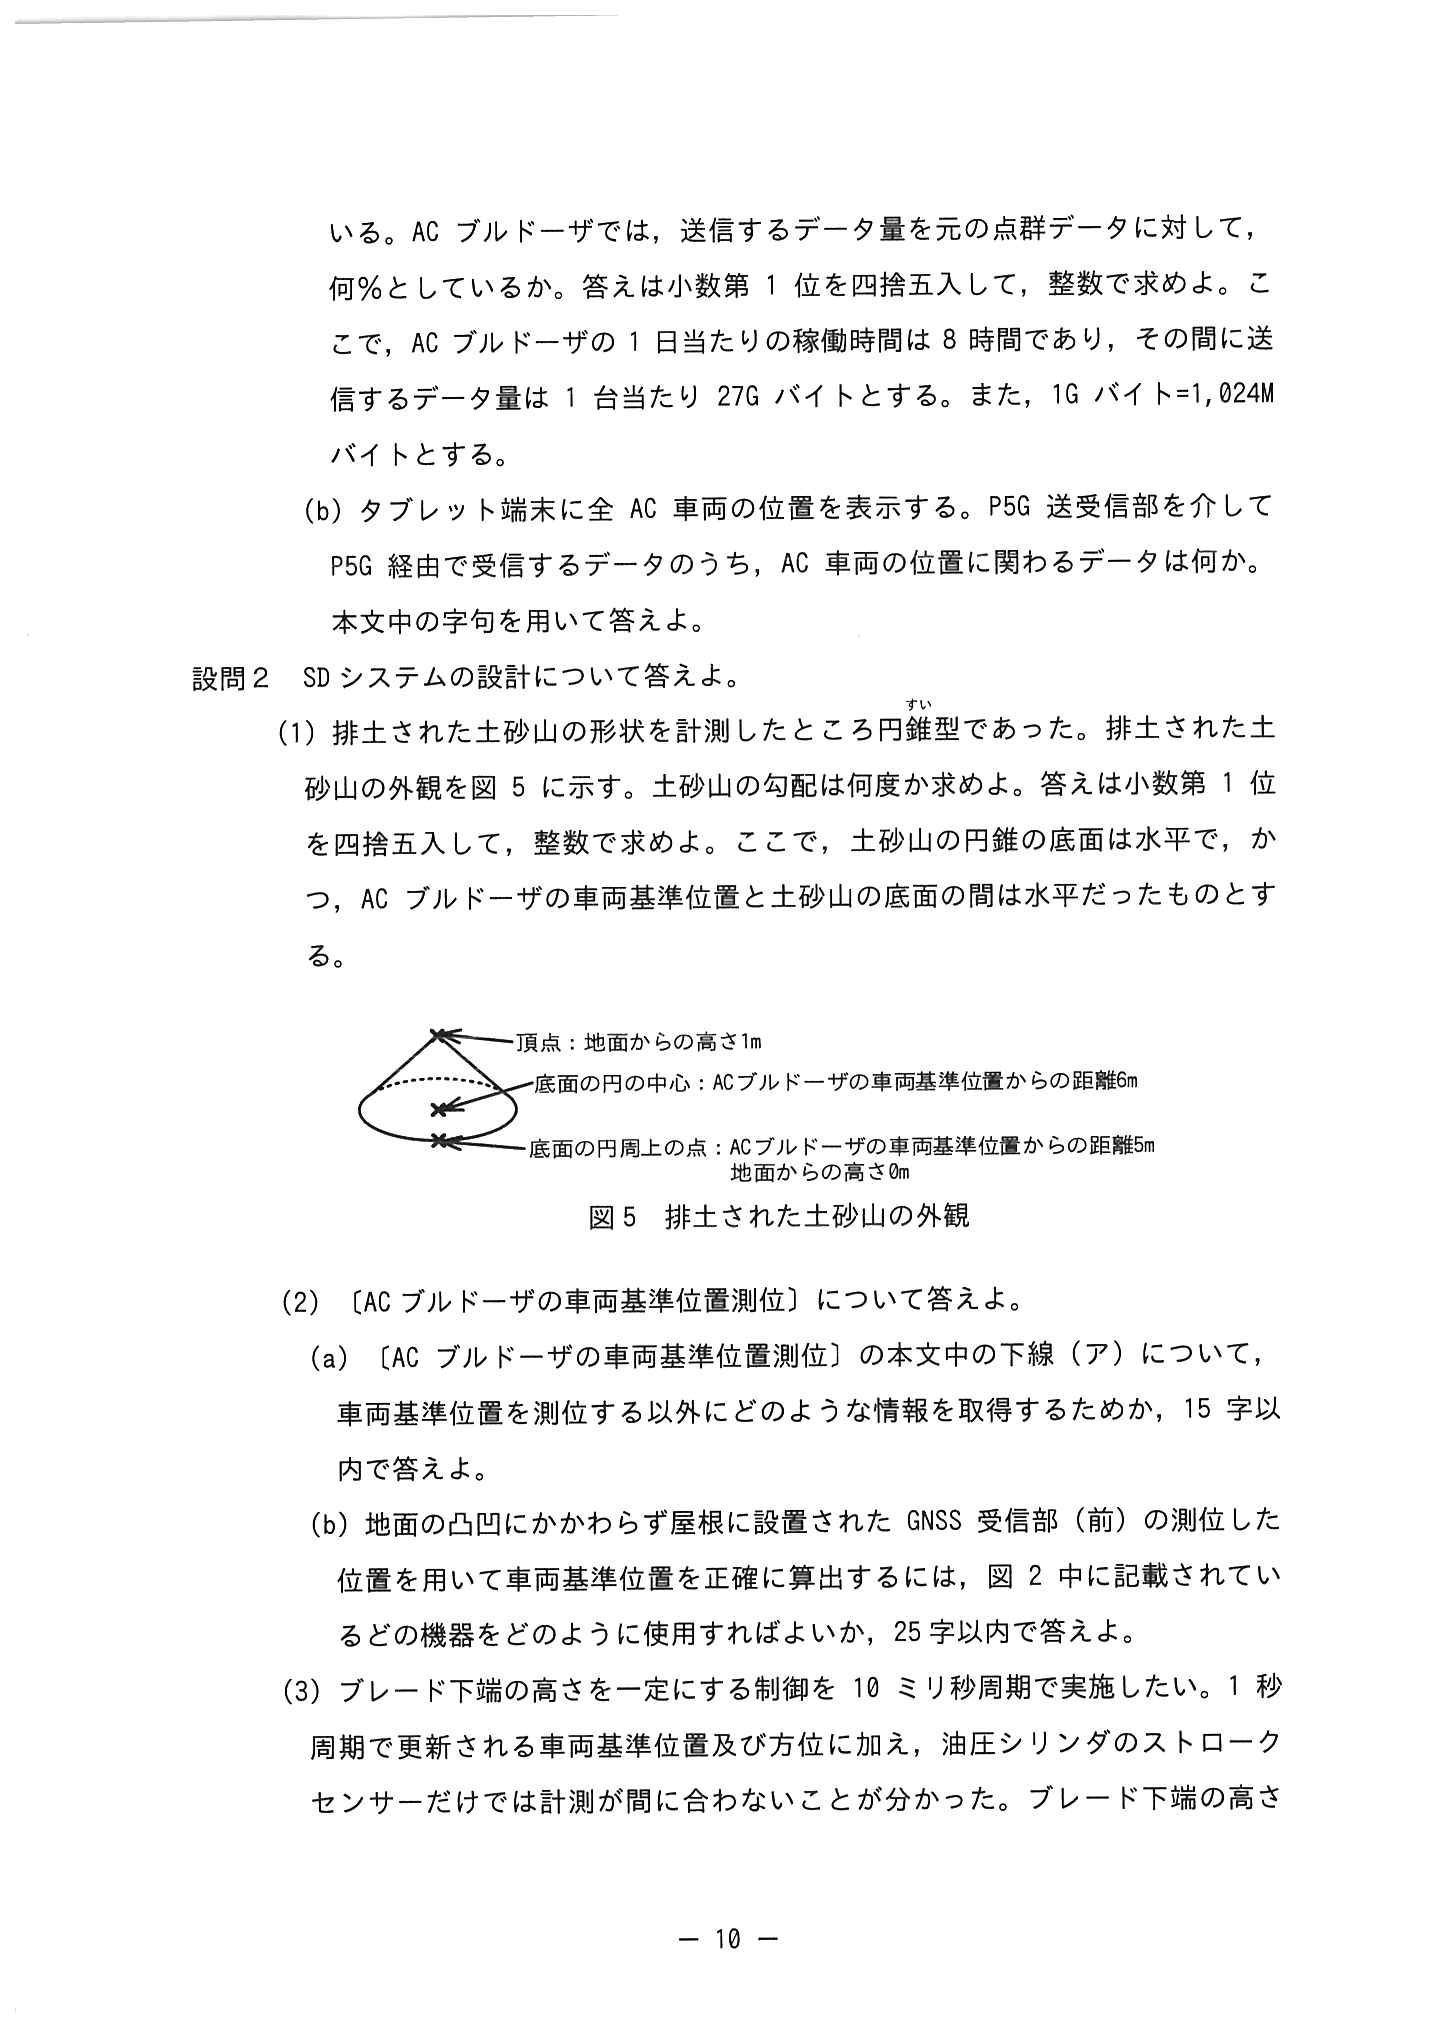 いる。AC ブルドーザでは，送信するデータ量を元の点群データに対して，
何％としているか。答えは小数第 1 位を四捨五入して，整数で求めよ。こ
こで，AC ブルドーザの 1 日当たりの稼働時間は 8 時間であり，その間に送
信するデータ量は 1 台当たり 27G バイトとする。また，1G バイト=1,024M
バイトとする。
(b) タブレット端末に全 AC 車両の位置を表示する。P5G 送受信部を介して
P5G 経由で受信するデータのうち，AC 車両の位置に関わるデータは何か。
本文中の字句を用いて答えよ。
設問２ SD システムの設計について答えよ。
すい
(1) 排土された土砂山の形状を計測したところ円錐型であった。排土された土
砂山の外観を図 5 に示す。土砂山の勾配は何度か求めよ。答えは小数第 1 位
を四捨五入して，整数で求めよ。ここで，土砂山の円錐の底面は水平で，か
つ，AC ブルドーザの車両基準位置と土砂山の底面の間は水平だったものとす
る。
頂点：地面からの高さ1m
底面の円の中心：ACブルドーザの車両基準位置からの距離6m
底面の円周上の点：ACブルドーザの車両基準位置からの距離5m
地面からの高さ0m
図 5 排土された土砂山の外観
(2) 〔AC ブルドーザの車両基準位置測位〕について答えよ。
(a) 〔AC ブルドーザの車両基準位置測位〕の本文中の下線（ア）について，
車両基準位置を測位する以外にどのような情報を取得するためか，15 字以
内で答えよ。
(b) 地面の凸凹にかかわらず屋根に設置された GNSS 受信部（前）の測位した
位置を用いて車両基準位置を正確に算出するには，図 2 中に記載されてい
るどの機器をどのように使用すればよいか，25 字以内で答えよ。
(3) ブレード下端の高さを一定にする制御を 10 ミリ秒周期で実施したい。1 秒
周期で更新される車両基準位置及び方位に加え，油圧シリンダのストローク
センサーだけでは計測が間に合わないことが分かった。ブレード下端の高さ
－ 10 －